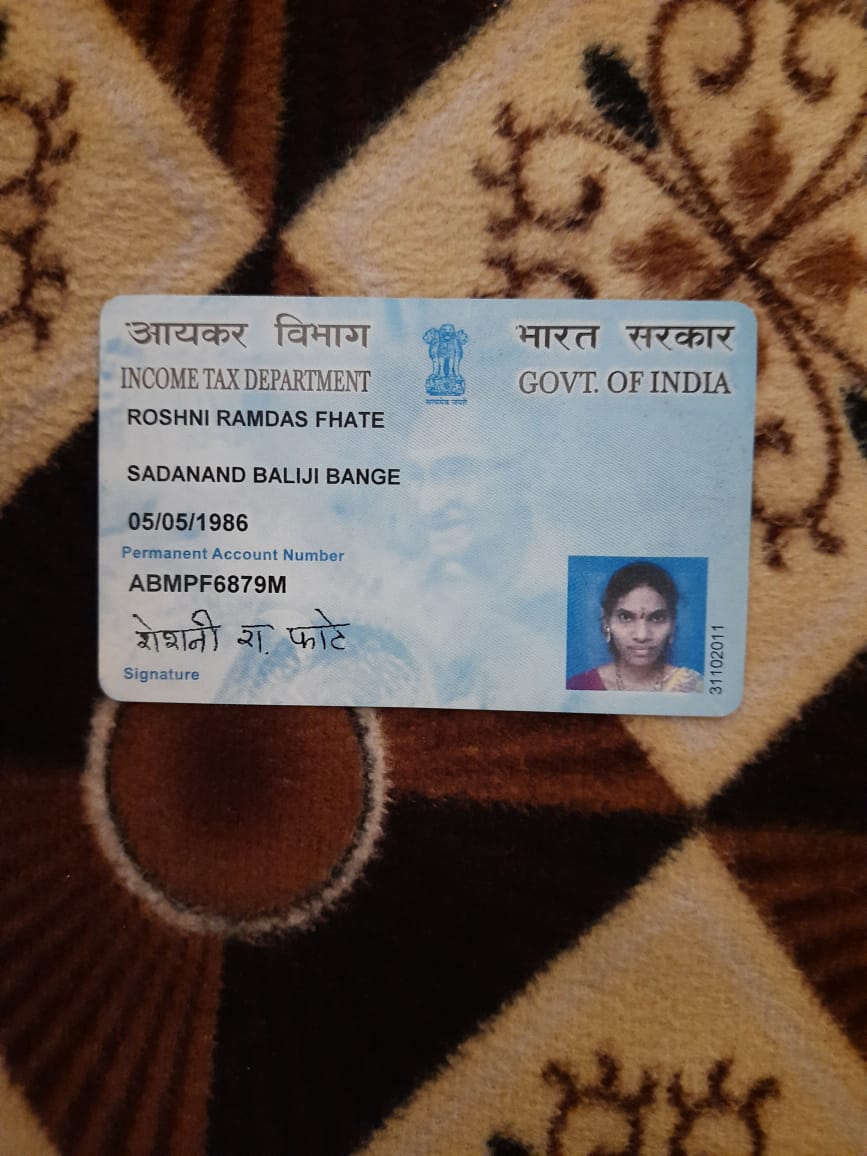 आयकर विभाग
भारत सरकार
INCOME TAX DEPARTMENT
GOVT. OF INDIA
सत्यमेव जयते
ROSHNI RAMDAS FHATE
SADANAND BALIJI BANGE
05/05/1986
Permanent Account Number
ABMPF6879M
रोशनी रा. फाटे
Signature
31102011